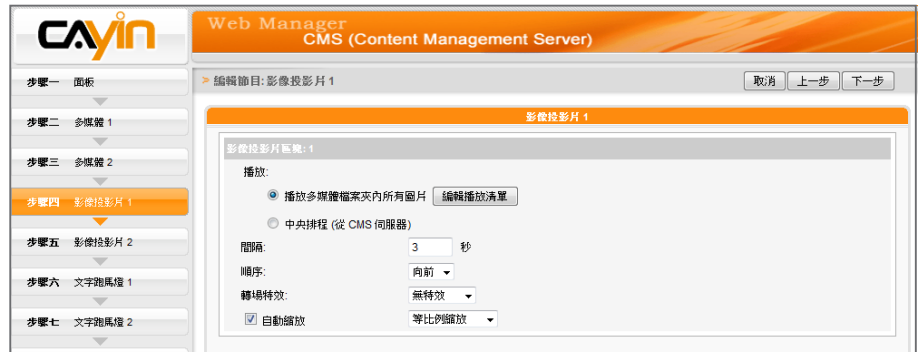 CAYIN
Web Manager
CMS (Content Management Server)
步驟一 面板
步驟二 多媒體 1
步驟三 多媒體 2
步驟四 影像投影片 1
步驟五 影像投影片 2
步驟六 文字跑馬燈 1
步驟七 文字跑馬燈 2
> 編輯節目:影像投影片 1
取消 上一步 下一步
影像投影片 1
影像投影片區塊: 1
播放:
播放多媒體檔案夾內所有圖片 編輯播放清單
中央排程 (從 CMS 伺服器)
間隔: 3 秒
順序: 向前
轉場特效: 無特效
自動縮放 等比例縮放